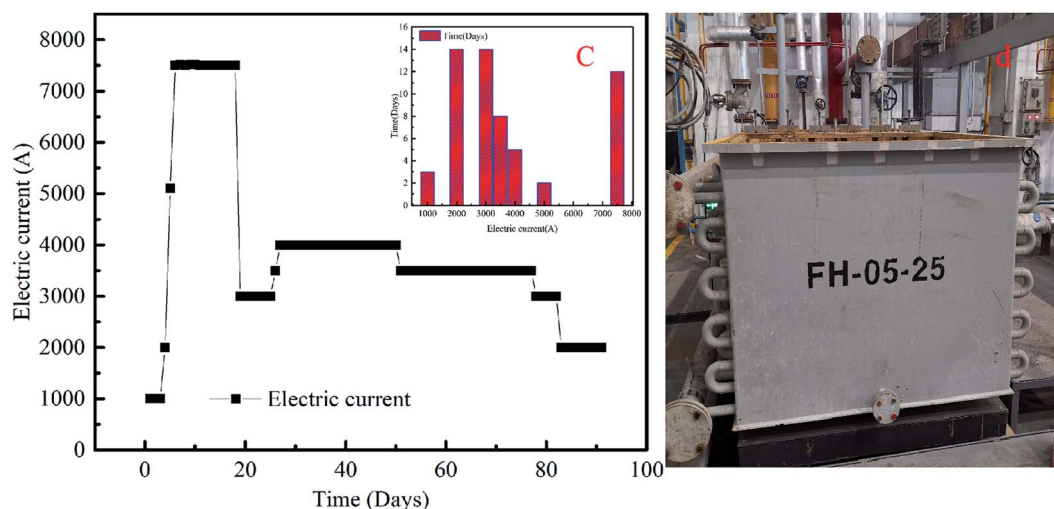 8500
8000
7000
6000
5000
4000
3000
2000
1000
0
Electric current (A)
0 20 40 60 80 100
Time (Days)
Electric current
16
14
12
10
8
6
4
2
0
Time(Days)
Time(Days)
C
1000 2000 3000 4000 5000 6000 7000 8000
Electric current(A)
d
FH-05-25